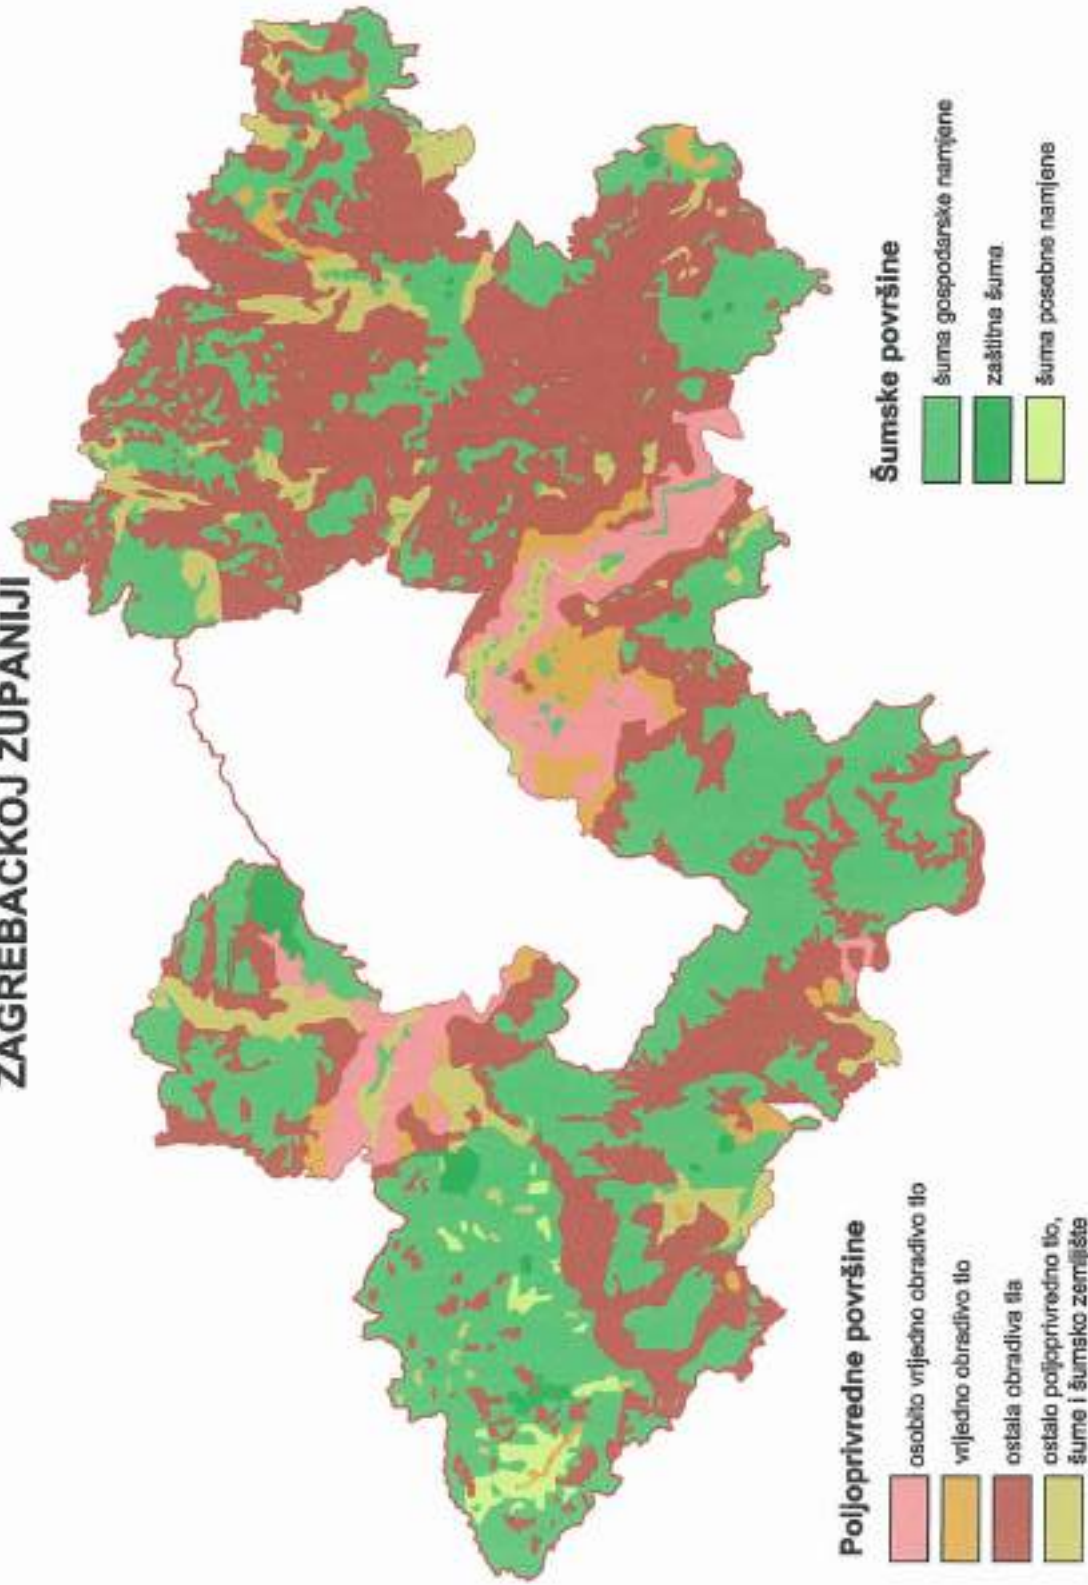 ZAGREBAČKOJ ŽUPANIJI
Poljoprivredne površine
osobito vrijedno obradivo tlo
vrijedno obradivo tlo
ostala obradiva tla
ostalo poljoprivredno tlo,
šume i šumsko zemljište
Šumske površine
šuma gospodarske namjene
zaštitna šuma
šuma posebne namjene